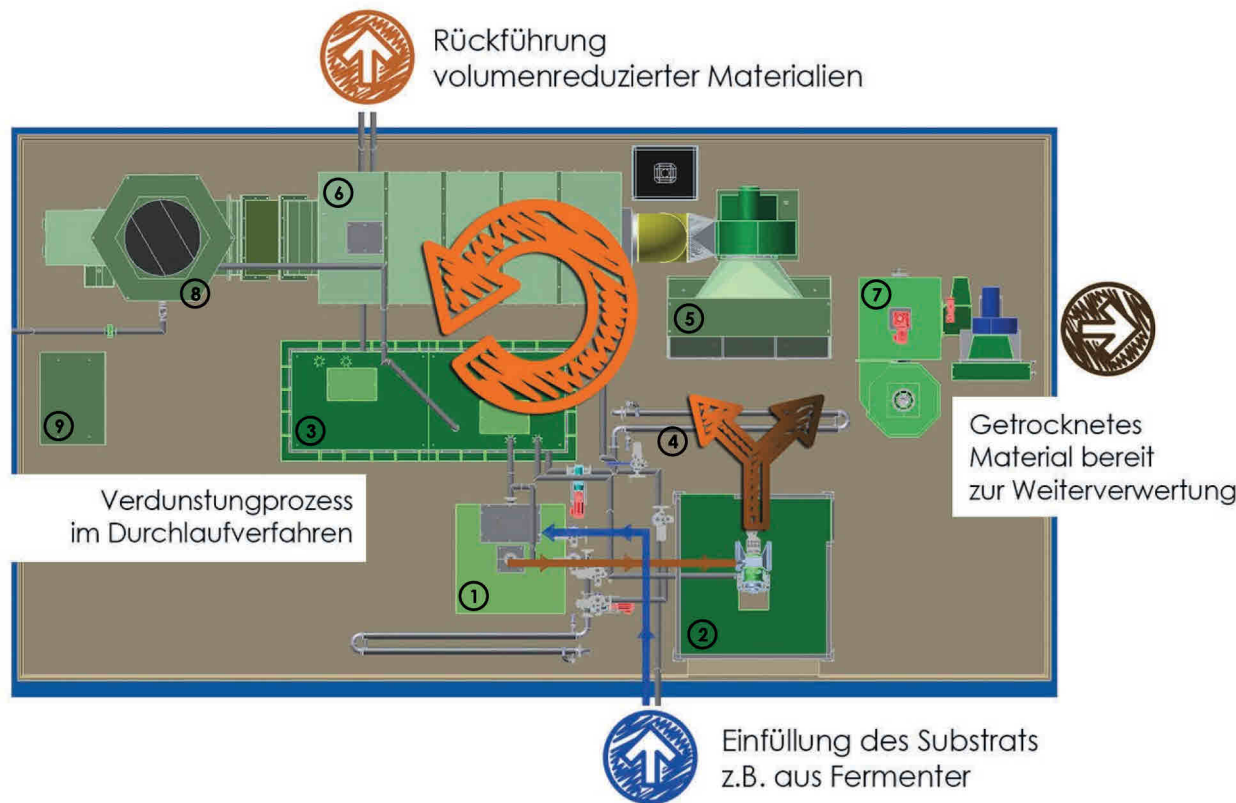 Rückführung
volumenreduzierter Materialien
6
8
5
7
9
3
4
Getrocknetes
Material bereit
zur Weiterverwertung
Verdunstungprozess
im Durchlaufverfahren
1
2
Einfüllung des Substrats
z.B. aus Fermenter